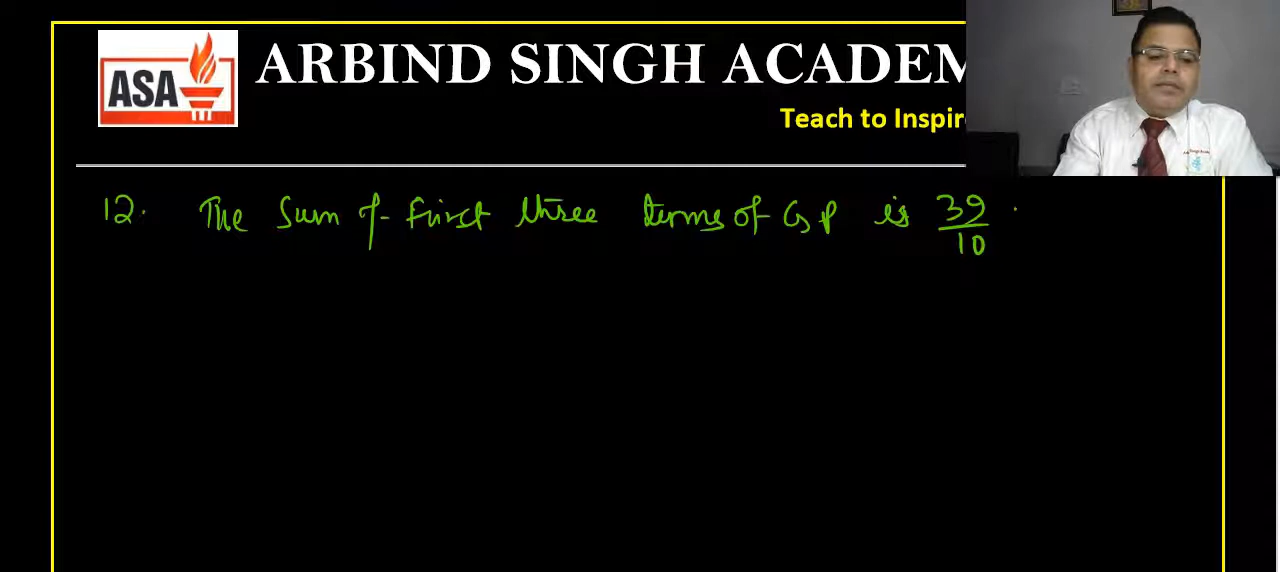 ASA
ARBIND SINGH ACADEM
Teach to Inspir
12. The Sum of first three terms of G.P is 39/10 .